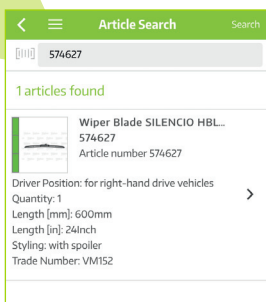 Article Search
Search
574627
1 articles found
Wiper Blade SILENCIO HBL...
574627
Article number 574627
Driver Position: for right-hand drive vehicles
Quantity: 1
Length [mm]: 600mm
Length [in]: 24Inch
Styling: with spoiler
Trade Number: VM152